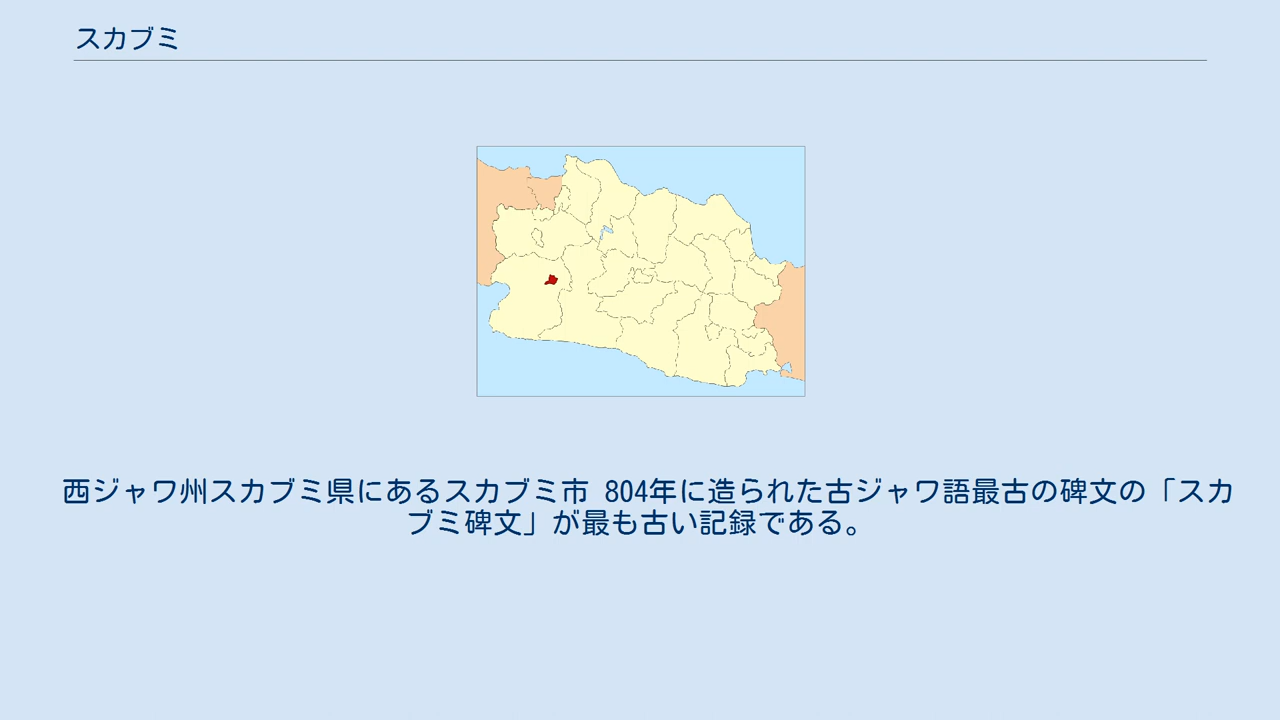 スカブミ
西ジャワ州スカブミ県にあるスカブミ市 804年に造られた古ジャワ語最古の碑文の「スカ
ブミ碑文」が最も古い記録である。